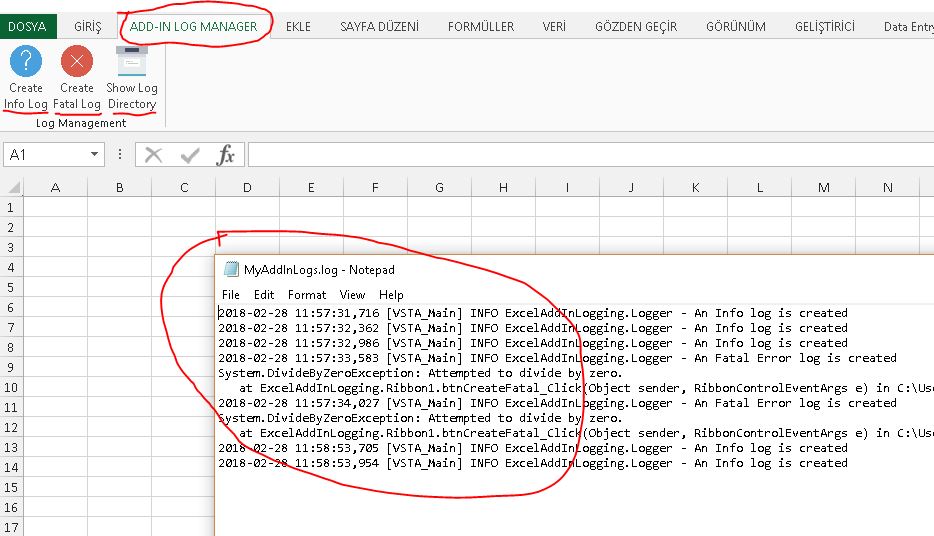 DOSYA GİRİŞ ADD-IN LOG MANAGER EKLE SAYFA DÜZENİ FORMÜLLER VERİ GÖZDEN GEÇİR GÖRÜNÜM GELİŞTİRİCİ Data Entry
Create Create Show Log
Info Log Fatal Log Directory
Log Management
A1 fx
A B C D E F G H I J K L M N
1
2
3
4
5
6
7
8
9
10
11
12
13
14
15
16
17
MyAddInLogs.log - Notepad
File Edit Format View Help
2018-02-28 11:57:31,716 [VSTA_Main] INFO ExcelAddInLogging.Logger - An Info log is created
2018-02-28 11:57:32,362 [VSTA_Main] INFO ExcelAddInLogging.Logger - An Info log is created
2018-02-28 11:57:32,986 [VSTA_Main] INFO ExcelAddInLogging.Logger - An Info log is created
2018-02-28 11:57:33,583 [VSTA_Main] INFO ExcelAddInLogging.Logger - An Fatal Error log is created
System.DivideByZeroException: Attempted to divide by zero.
at ExcelAddInLogging.Ribbon1.btnCreateFatal_Click(Object sender, RibbonControlEventArgs e) in C:\Use
2018-02-28 11:57:34,027 [VSTA_Main] INFO ExcelAddInLogging.Logger - An Fatal Error log is created
System.DivideByZeroException: Attempted to divide by zero.
at ExcelAddInLogging.Ribbon1.btnCreateFatal_Click(Object sender, RibbonControlEventArgs e) in C:\Use
2018-02-28 11:58:53,705 [VSTA_Main] INFO ExcelAddInLogging.Logger - An Info log is created
2018-02-28 11:58:53,954 [VSTA_Main] INFO ExcelAddInLogging.Logger - An Info log is created